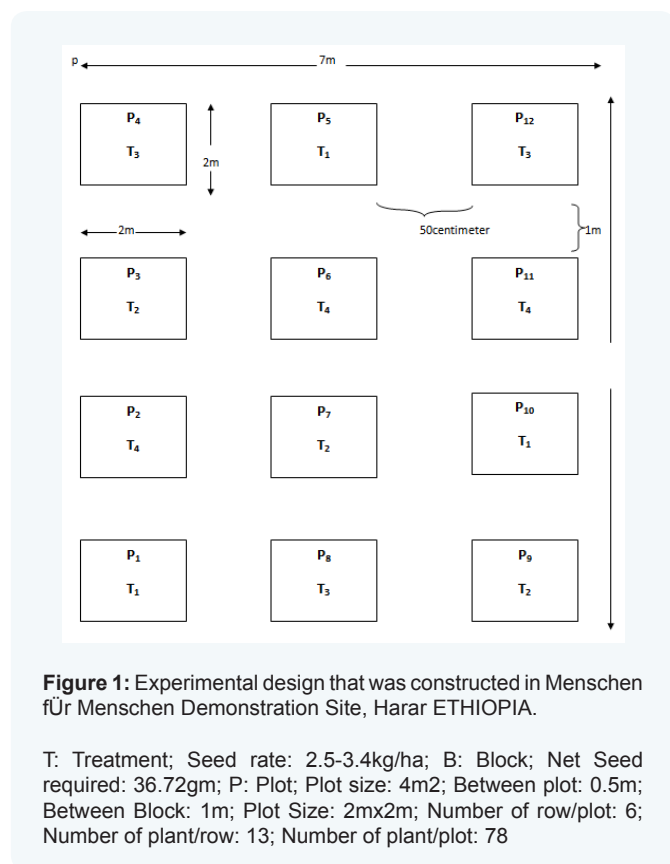 p
7m
P4 P5 P12
T3 T1 T3
2m
2m
50centimeter
1m
P3 P6 P11
T2 T4 T4
P2 P7 P10
T4 T2 T1
P1 P8 P9
T1 T3 T2
Figure 1: Experimental design that was constructed in Menschen
fÜr Menschen Demonstration Site, Harar ETHIOPIA.
T: Treatment; Seed rate: 2.5-3.4kg/ha; B: Block; Net Seed
required: 36.72gm; P: Plot; Plot size: 4m2; Between plot: 0.5m;
Between Block: 1m; Plot Size: 2mx2m; Number of row/plot: 6;
Number of plant/row: 13; Number of plant/plot: 78